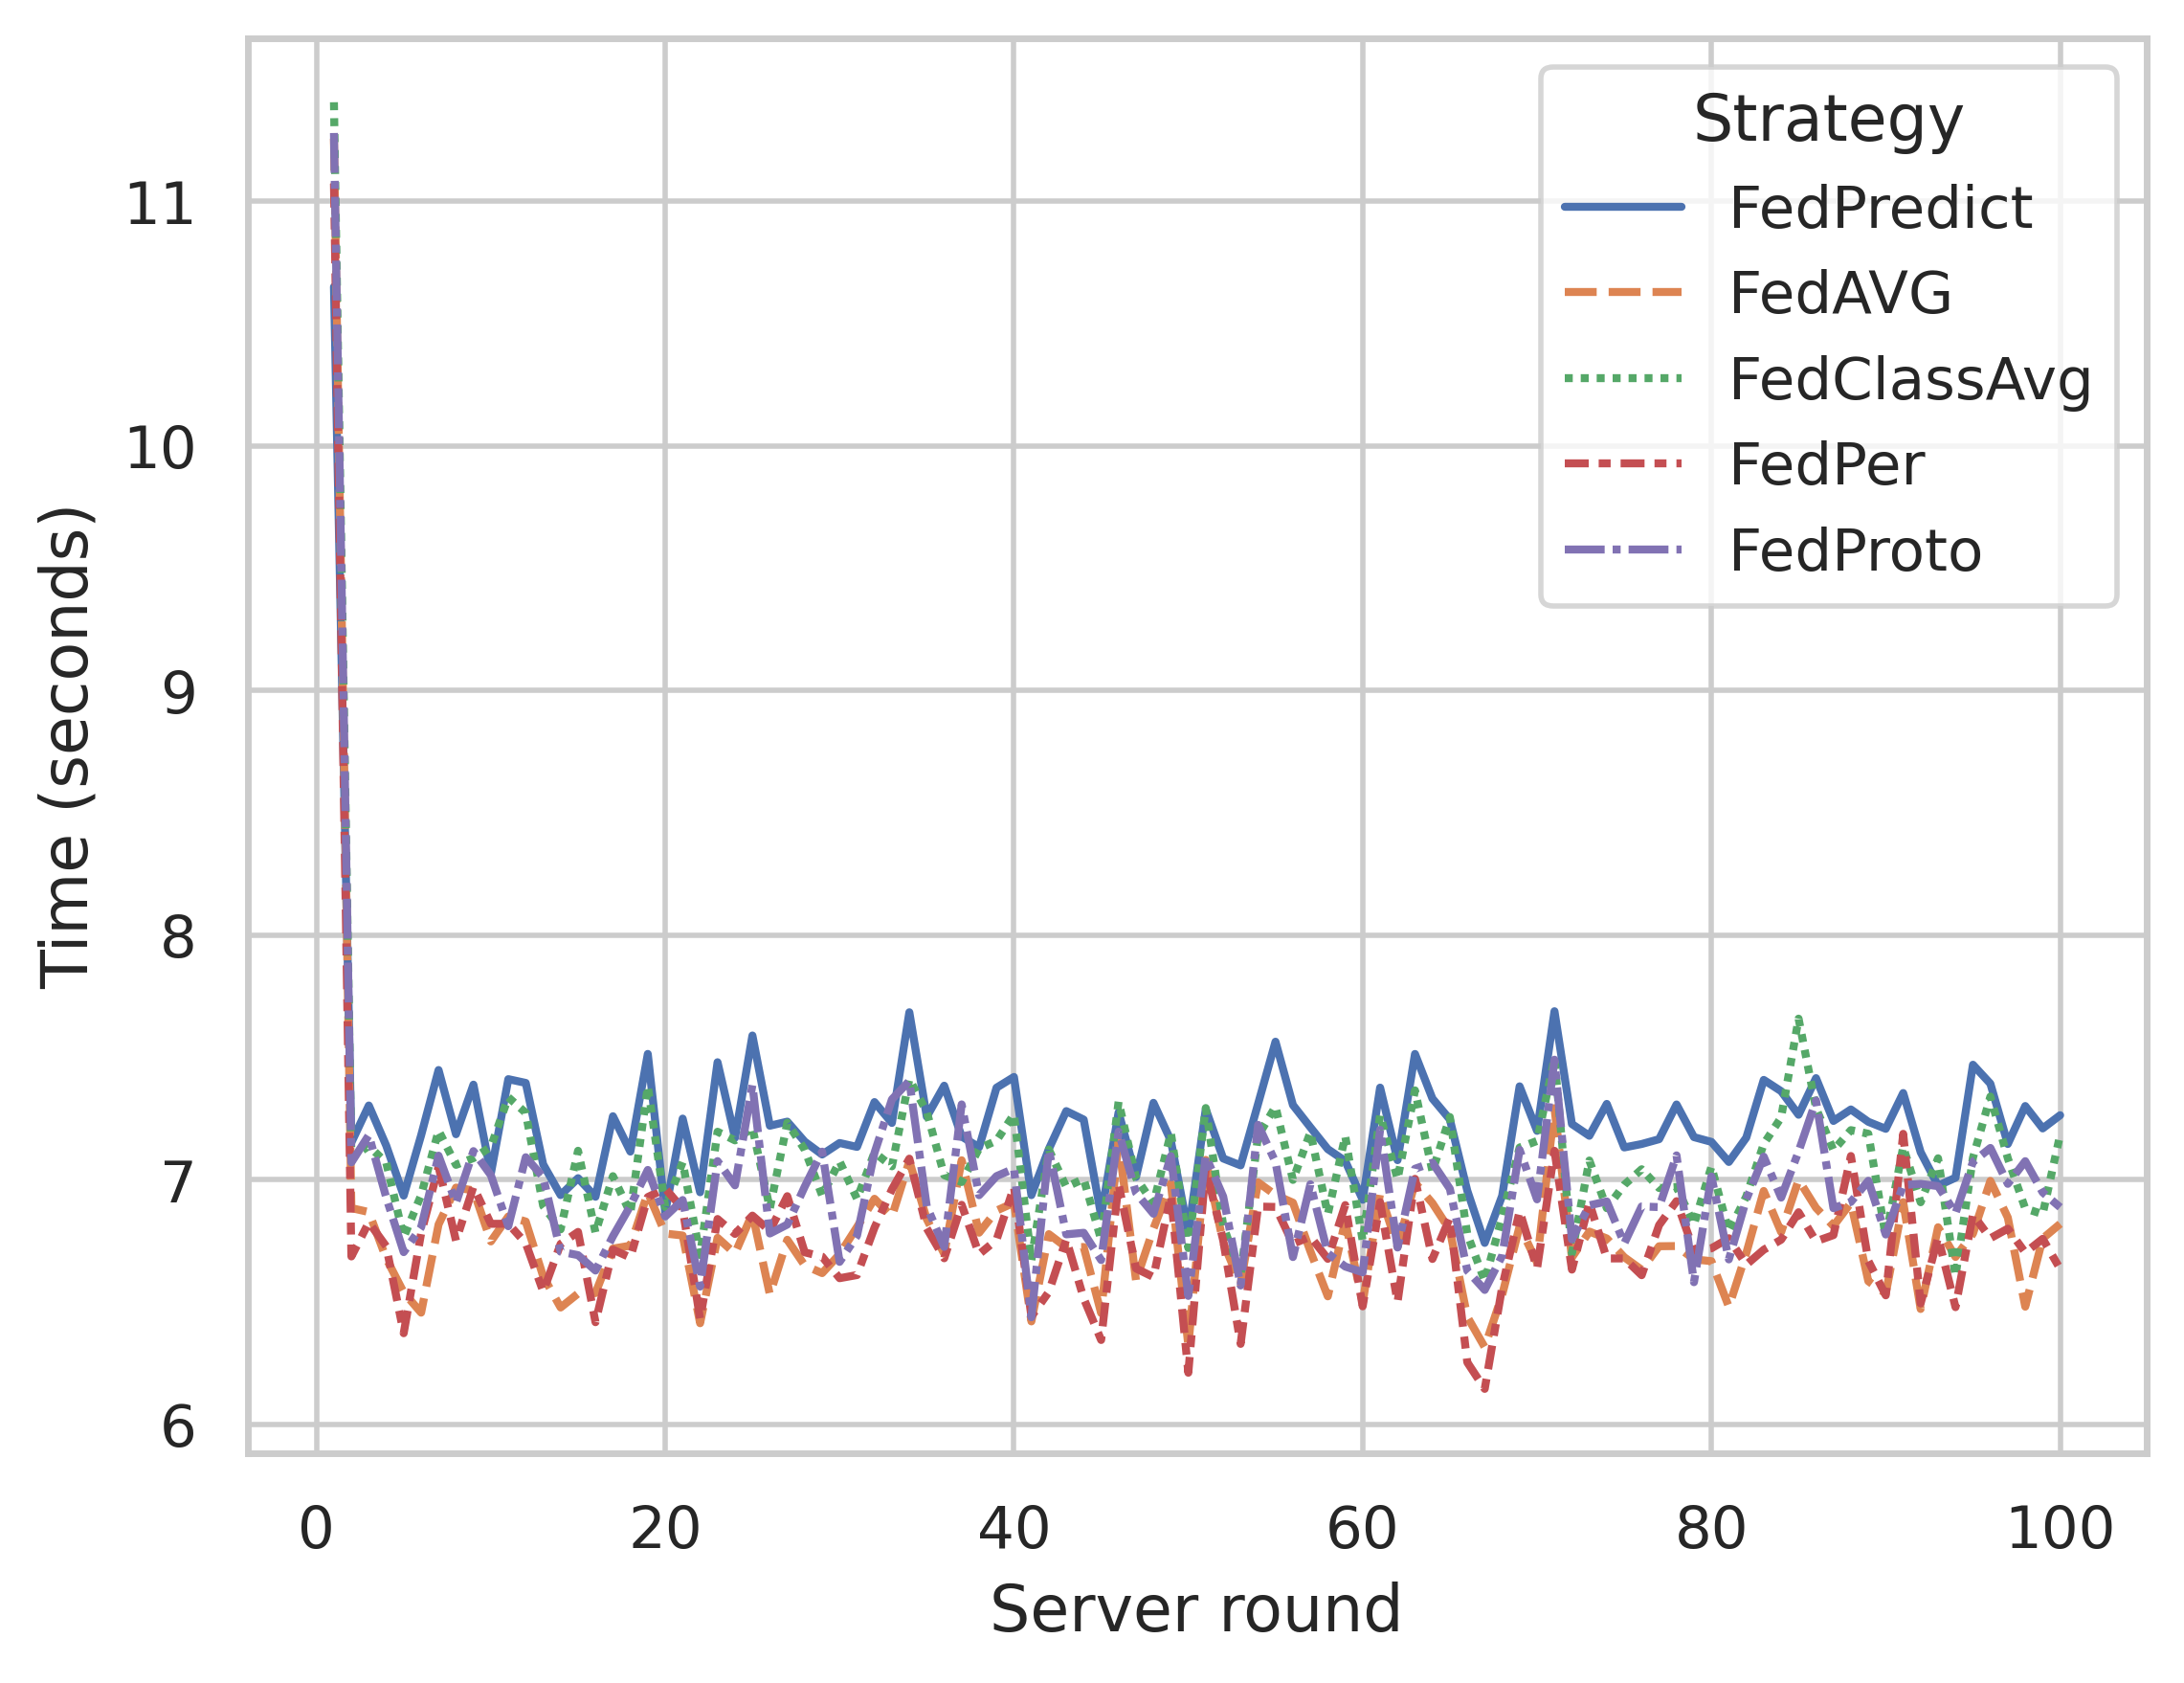 Strategy
FedPredict
FedAVG
FedClassAvg
FedPer
FedProto
11
10
9
8
7
6
Time (seconds)
0 20 40 60 80 100
Server round